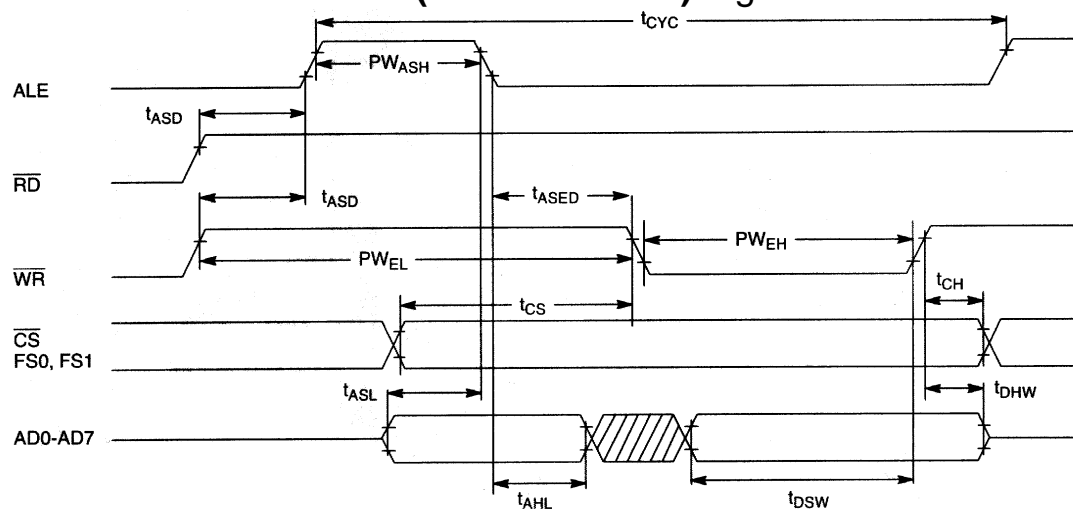 tCYC
PWASH
ALE
tASD
RD
tASD
tASED
PWEH
WR
PWEL
tCH
tCS
CS
FS0, FS1
tASL
tDHW
AD0-AD7
tAHL
tDSW